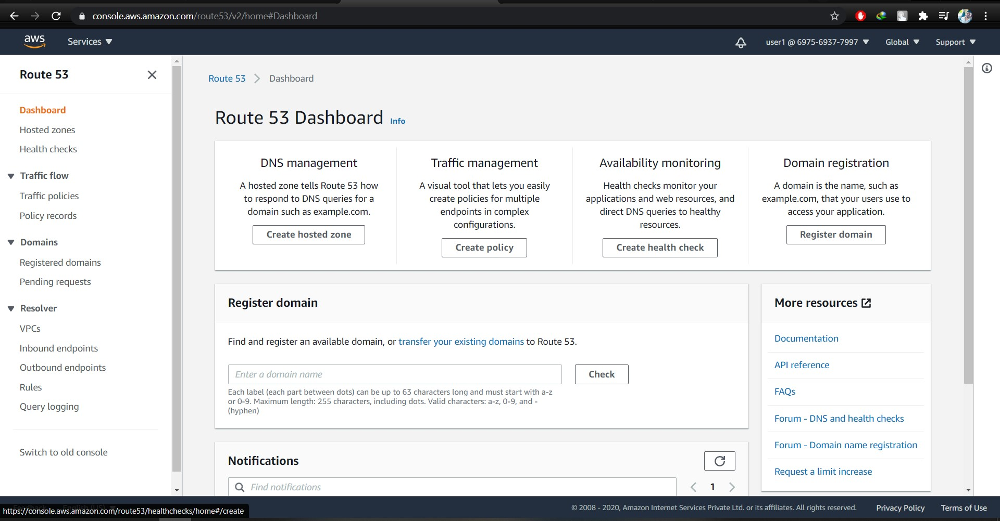 console.aws.amazon.com/route53/v2/home#Dashboard
aws
Services
user1 @ 6975-6937-7997
Global
Support
Route 53
Dashboard
Hosted zones
Health checks
Traffic flow
Traffic policies
Policy records
Domains
Registered domains
Pending requests
Resolver
VPCs
Inbound endpoints
Outbound endpoints
Rules
Query logging
Switch to old console
Route 53
Dashboard
Route 53 Dashboard Info
DNS management
A hosted zone tells Route 53 how
to respond to DNS queries for a
domain such as example.com.
Create hosted zone
Traffic management
A visual tool that lets you easily
create policies for multiple
endpoints in complex
configurations.
Create policy
Availability monitoring
Health checks monitor your
applications and web resources, and
direct DNS queries to healthy
resources.
Create health check
Domain registration
A domain is the name, such as
example.com, that your users use to
access your application.
Register domain
Register domain
Find and register an available domain, or transfer your existing domains to Route 53.
Enter a domain name
Check
Each label (each part between dots) can be up to 63 characters long and must start with a-z
or 0-9. Maximum length: 255 characters, including dots. Valid characters: a-z, 0-9, and -
(hyphen)
Notifications
Find notifications
1
More resources
Documentation
API reference
FAQs
Forum - DNS and health checks
Forum - Domain name registration
Request a limit increase
Feedback
English (US)
https://console.aws.amazon.com/route53/healthchecks/home#/create
© 2008 - 2020, Amazon Internet Services Private Ltd. or its affiliates. All rights reserved.
Privacy Policy
Terms of Use